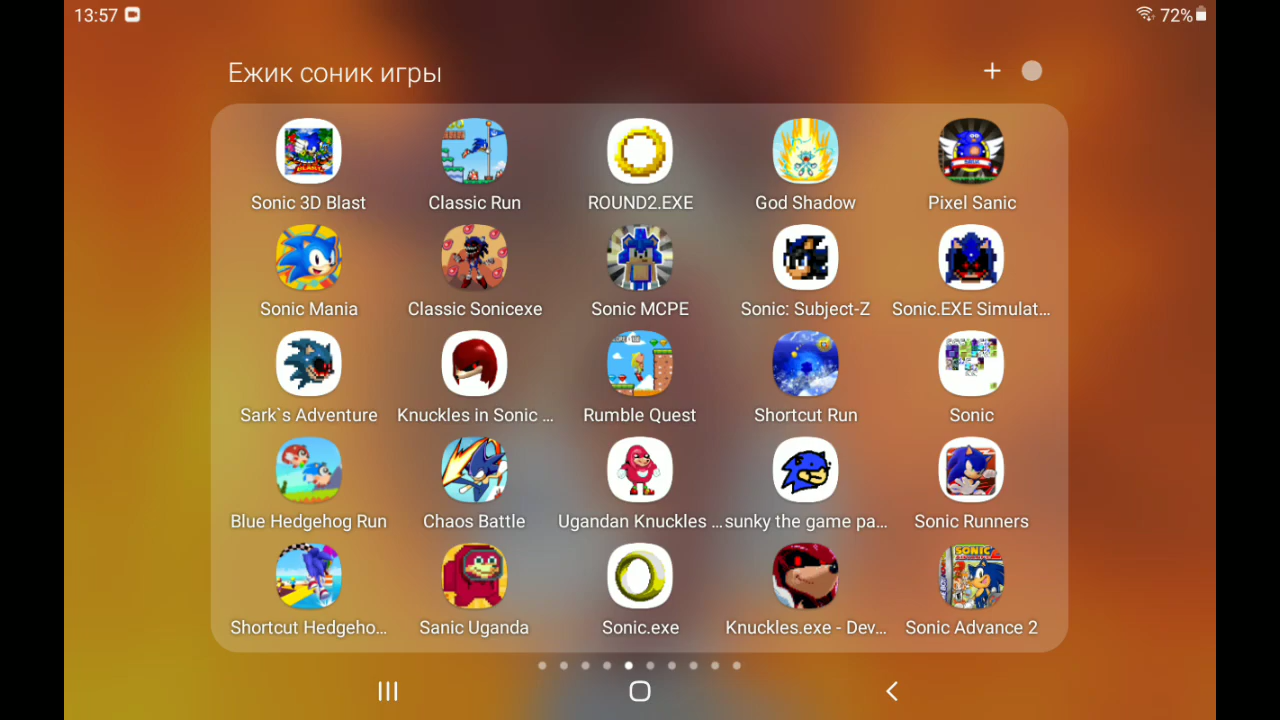 13:57 72%
Ежик соник игры
Sonic 3D Blast Classic Run ROUND2.EXE God Shadow Pixel Sanic
Sonic Mania Classic Sonicexe Sonic MCPE Sonic: Subject-Z Sonic.EXE Simulat...
Sark`s Adventure Knuckles in Sonic ... Rumble Quest Shortcut Run Sonic
Blue Hedgehog Run Chaos Battle Ugandan Knuckles ... sunky the game pa... Sonic Runners
Shortcut Hedgeho... Sanic Uganda Sonic.exe Knuckles.exe - Dev... Sonic Advance 2